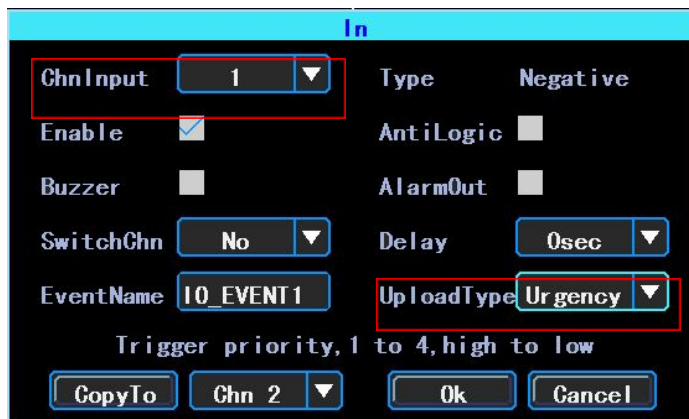 In
ChnInput 1 Type Negative
Enable AntiLogic
Buzzer AlarmOut
SwitchChn No Delay 0sec
EventName IO_EVENT1 UploadType Urgency
Trigger priority,1 to 4,high to low
CopyTo Chn 2 Ok Cancel